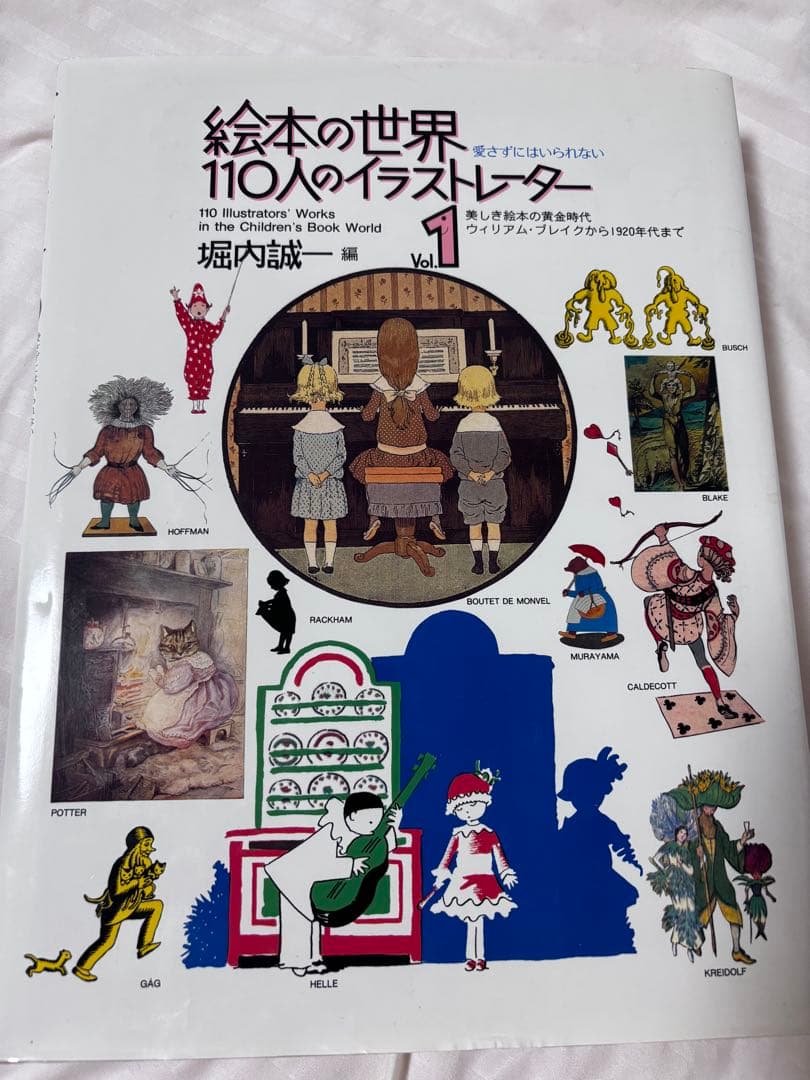 絵本の世界
愛さずにはいられない
110人のイラストレーター
110 Illustrators' Works
in the Children's Book World
堀内誠一 編
Vol.1
美しき絵本の黄金時代
ウィリアム・ブレイクから1920年代まで
BUSCH
BLAKE
HOFFMAN
BOUTET DE MONVEL
RACKHAM
MURAYAMA
CALDECOTT
POTTER
GÁG
HELLE
KREIDOLF